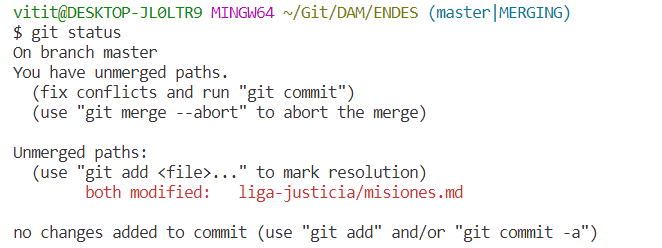 vitit@DESKTOP-JL0LTR9 MINGW64 ~/Git/DAM/ENDES (master|MERGING)
$ git status
On branch master
You have unmerged paths.
  (fix conflicts and run "git commit")
  (use "git merge --abort" to abort the merge)

Unmerged paths:
  (use "git add <file>..." to mark resolution)
        both modified:   liga-justicia/misiones.md

no changes added to commit (use "git add" and/or "git commit -a")